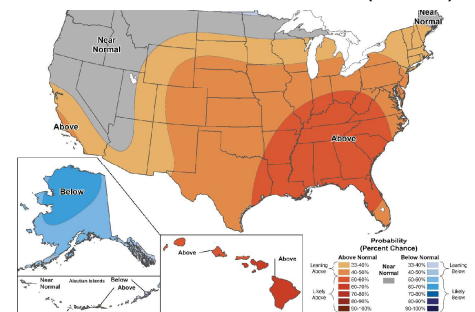 Near
Normal
Near
Normal
Above
Above
Below
Above
Above
Near
Normal
Aleutian Islands
Below
Above
Probability
(Percent Chance)
Above Normal
Below Normal
Leaning
Above
33-40%
40-50%
50-60%
60-70%
70-80%
80-90%
90-100%
Likely
Above
Near
Normal
33-40%
40-50%
50-60%
60-70%
70-80%
80-90%
90-100%
Leaning
Below
Likely
Below